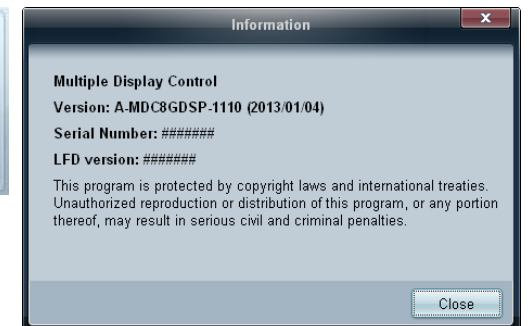 Information
x
Multiple Display Control
Version: A-MDC8GDSP-1110 (2013/01/04)
Serial Number: #######
LFD version: #######
This program is protected by copyright laws and international treaties.
Unauthorized reproduction or distribution of this program, or any portion
thereof, may result in serious civil and criminal penalties.
Close